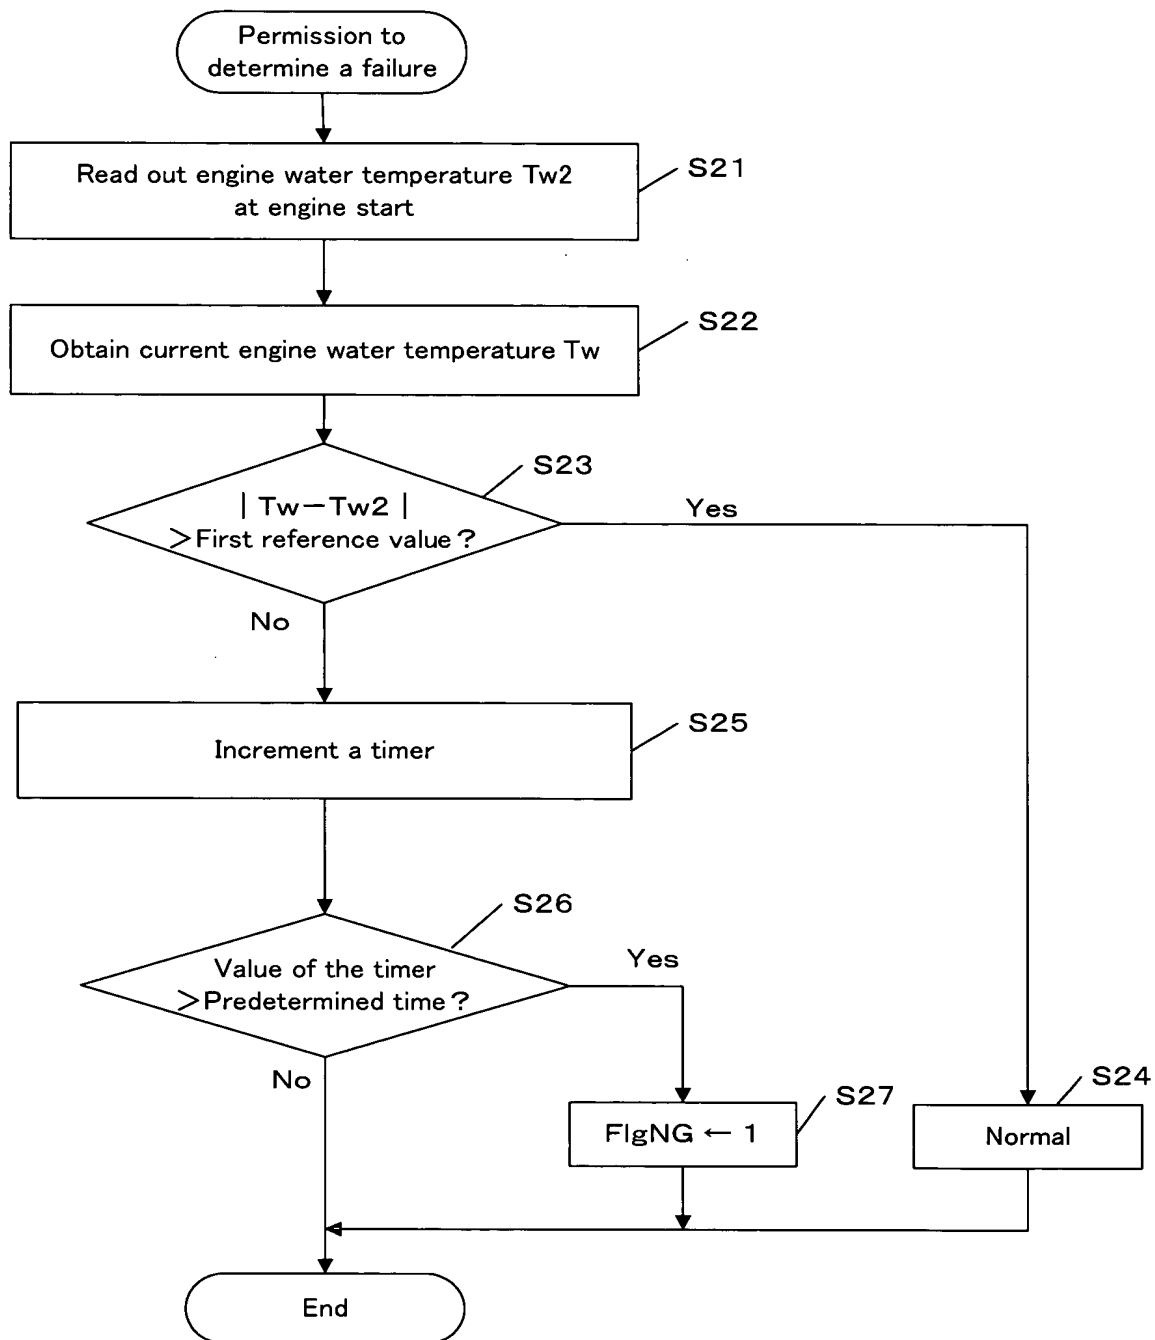 Permission to
determine a failure
Read out engine water temperature Tw2
at engine start
S21
Obtain current engine water temperature Tw
S22
| Tw−Tw2 |
>First reference value?
S23
Yes
No
Increment a timer
S25
Value of the timer
>Predetermined time?
S26
Yes
No
FlgNG ← 1
S27
Normal
S24
End